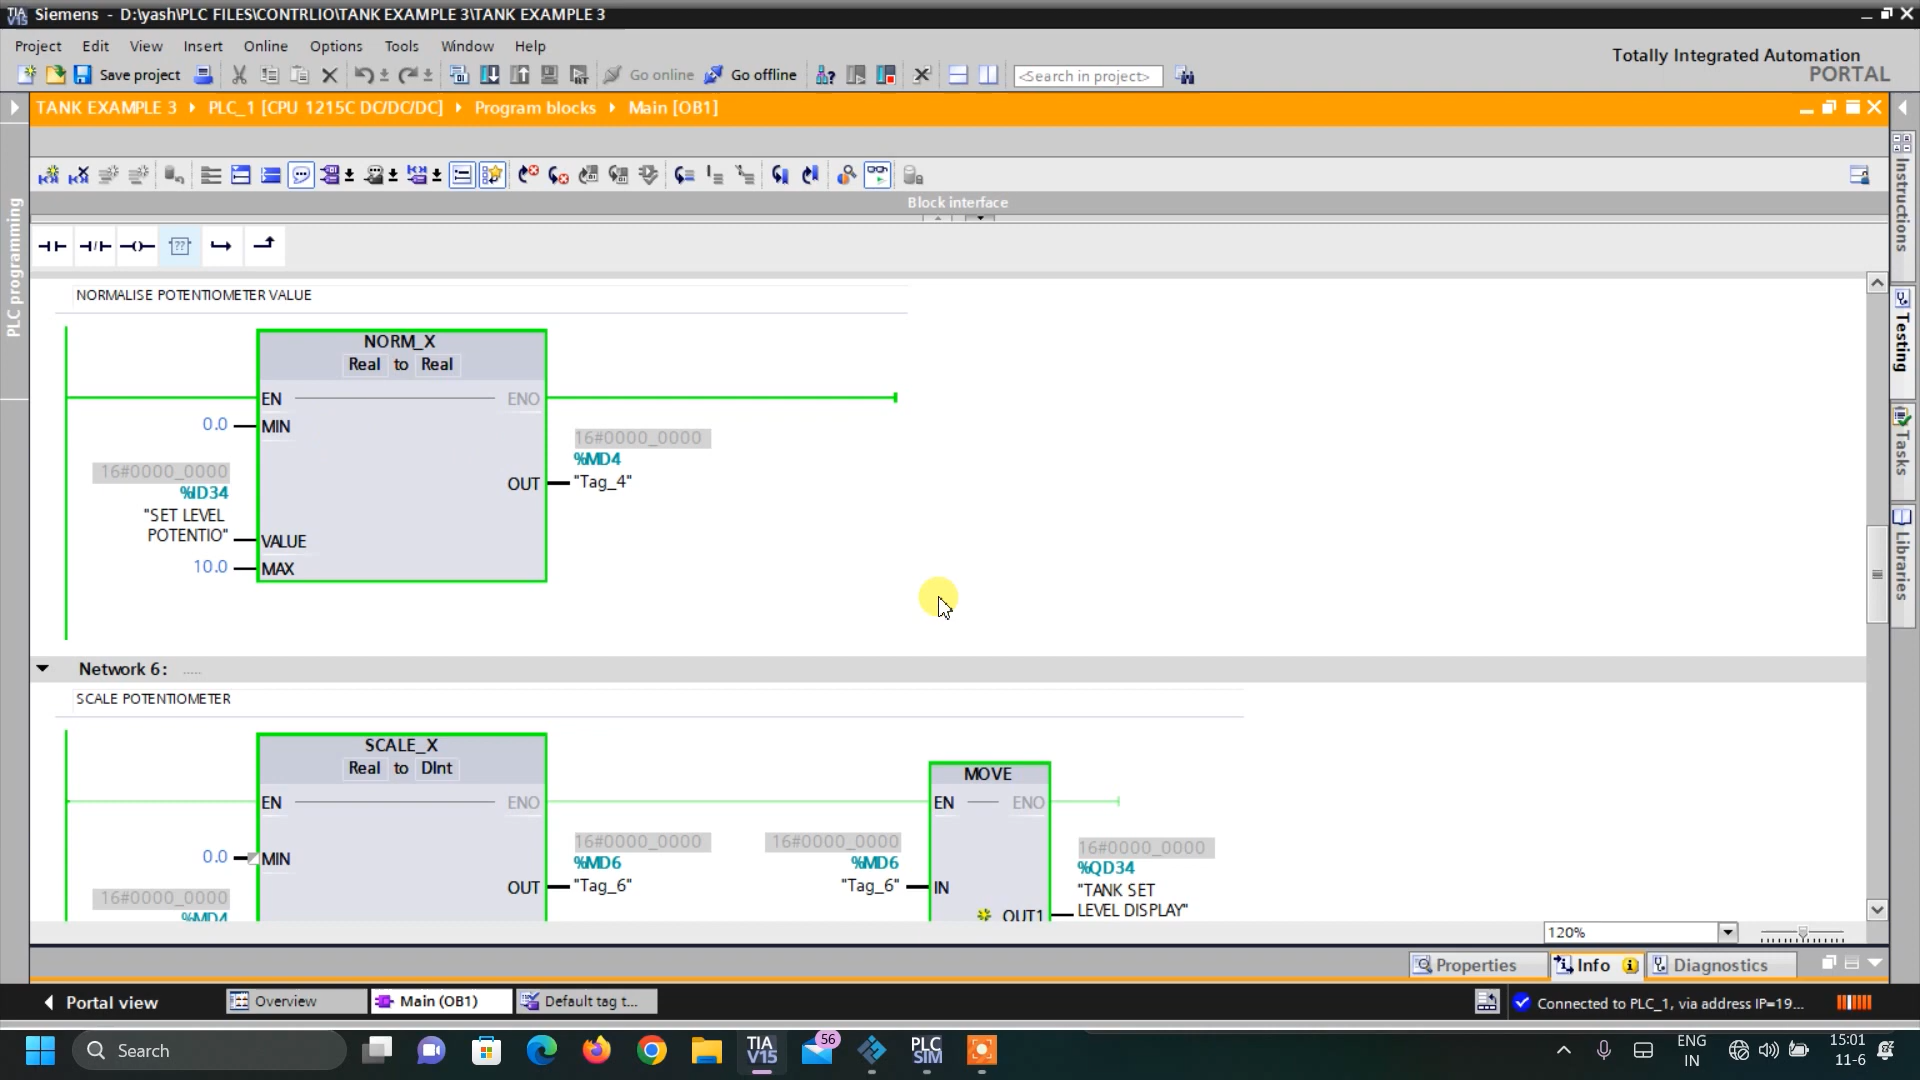 Siemens - D:\yash\PLC FILES\CONTRLIO\TANK EXAMPLE 3\TANK EXAMPLE 3
Project Edit View Insert Online Options Tools Window Help
Totally Integrated Automation
PORTAL
Save project Go online Go offline <Search in project>
TANK EXAMPLE 3 PLC_1 [CPU 1215C DC/DC/DC] Program blocks Main [OB1]
Block interface
PLC programming
Instructions
Testing
Tasks
Libraries
NORMALISE POTENTIOMETER VALUE
NORM_X
Real to Real
EN ENO
0.0 MIN
16#0000_0000
%MD4
"Tag_4"
OUT
16#0000_0000
%ID34
"SET LEVEL
POTENTIO"
VALUE
10.0 MAX
Network 6: .....
SCALE POTENTIOMETER
SCALE_X
Real to DInt
EN ENO
0.0 MIN
16#0000_0000
%MD6
"Tag_6"
OUT
16#0000_0000
%MD4
MOVE
EN ENO
16#0000_0000
%MD6
"Tag_6"
IN
16#0000_0000
%QD34
"TANK SET
LEVEL DISPLAY"
OUT1
120%
Properties Info Diagnostics
Portal view Overview Main (OB1) Default tag t... Connected to PLC_1, via address IP=19...
Search
TIA
V15
56
PLC
SIM
ENG
IN
15:01
11-6